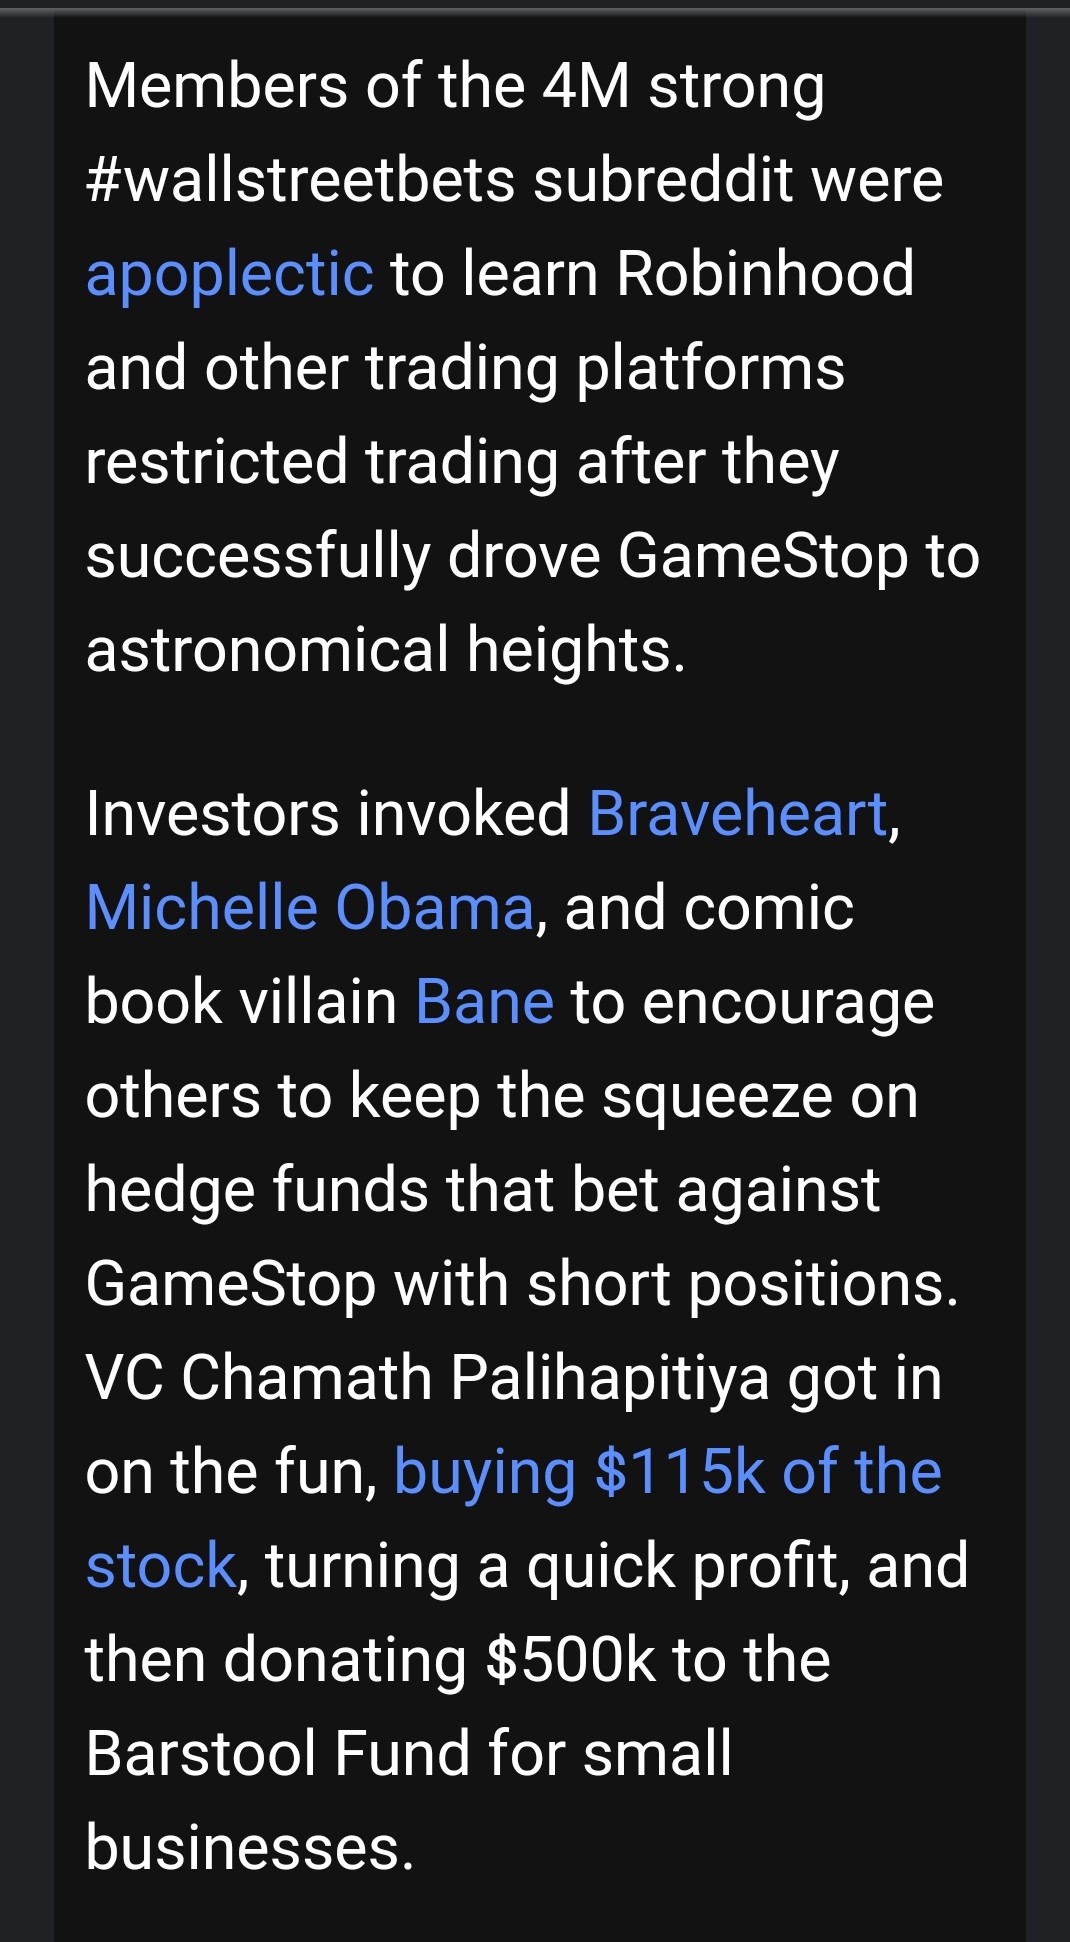 Members of the 4M strong
#wallstreetbets subreddit were
apoplectic to learn Robinhood
and other trading platforms
restricted trading after they
successfully drove GameStop to
astronomical heights.
Investors invoked Braveheart,
Michelle Obama, and comic
book villain Bane to encourage
others to keep the squeeze on
hedge funds that bet against
GameStop with short positions.
VC Chamath Palihapitiya got in
on the fun, buying $115k of the
stock, turning a quick profit, and
then donating $500k to the
Barstool Fund for small
businesses.